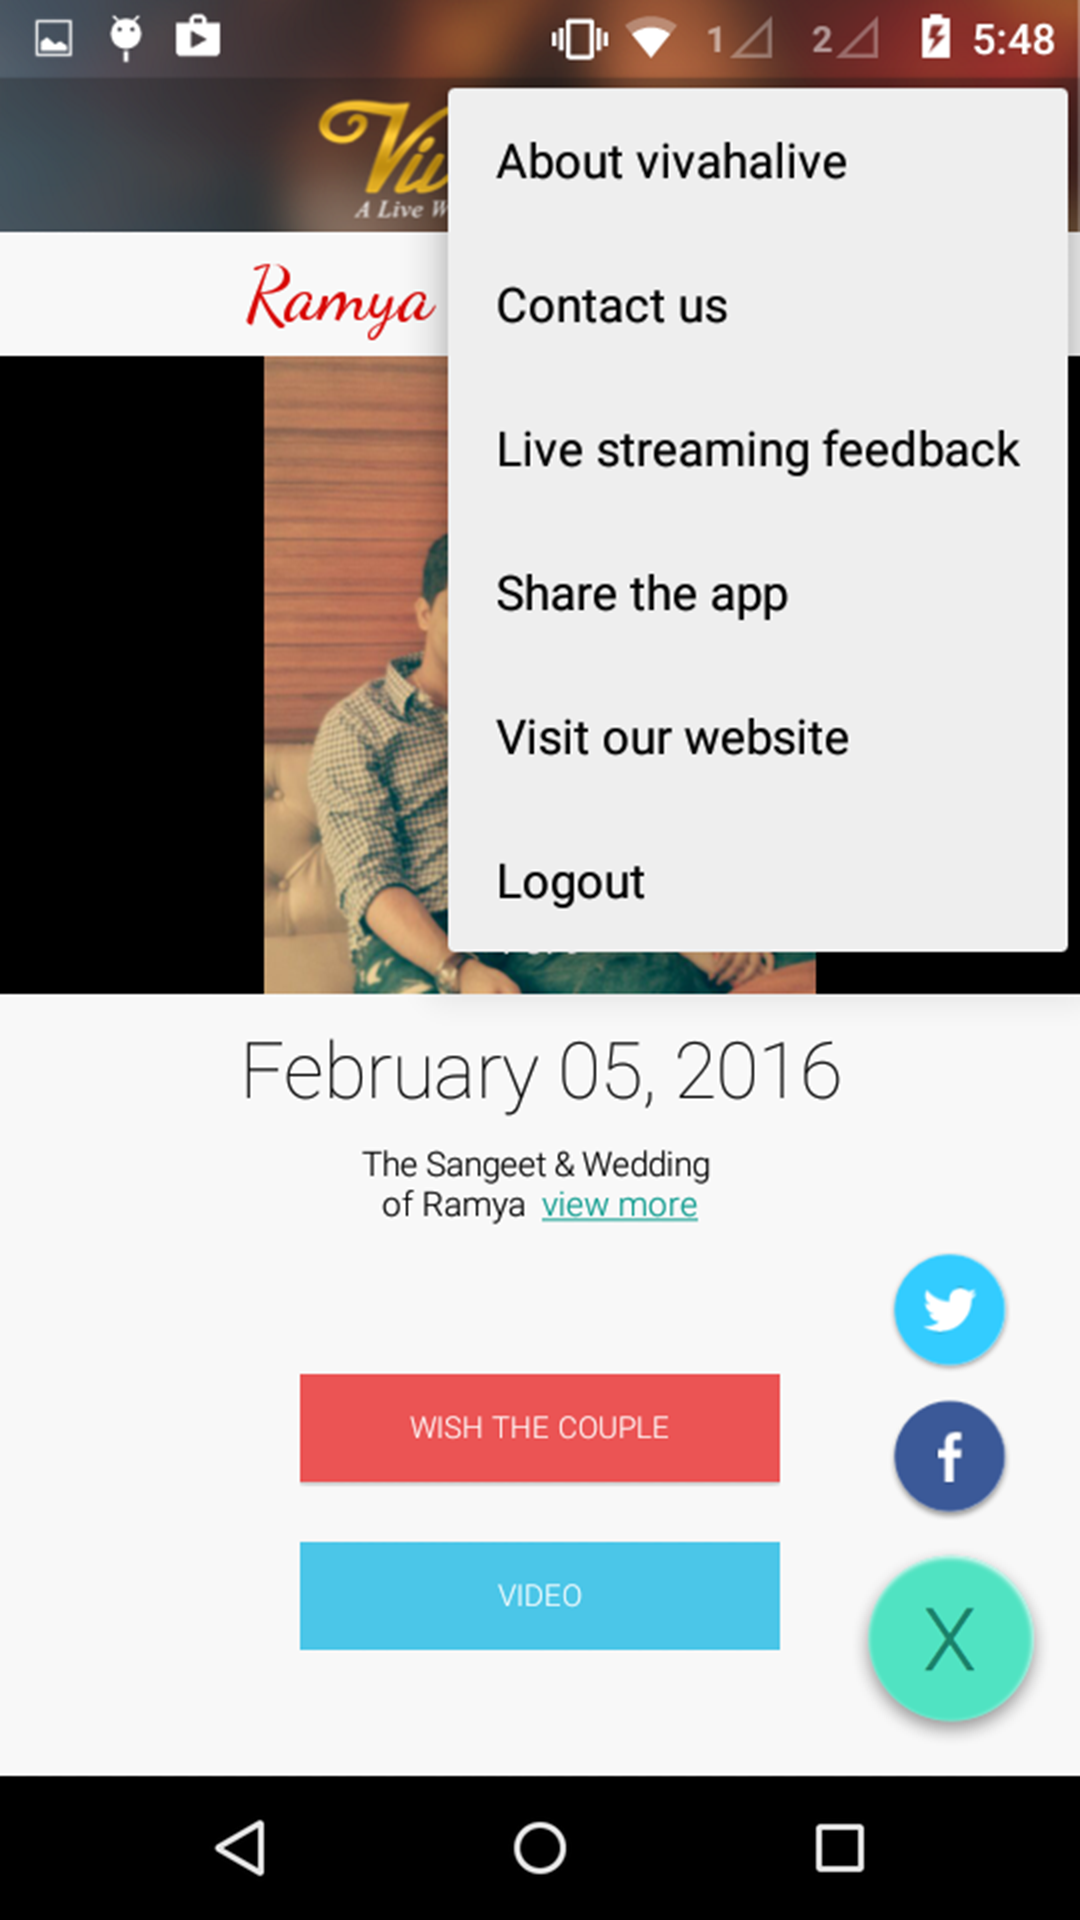 1 2 5:48
A Live
Ramya
About vivahalive
Contact us
Live streaming feedback
Share the app
Visit our website
Logout
February 05, 2016
The Sangeet & Wedding
of Ramya view more
WISH THE COUPLE
VIDEO
X